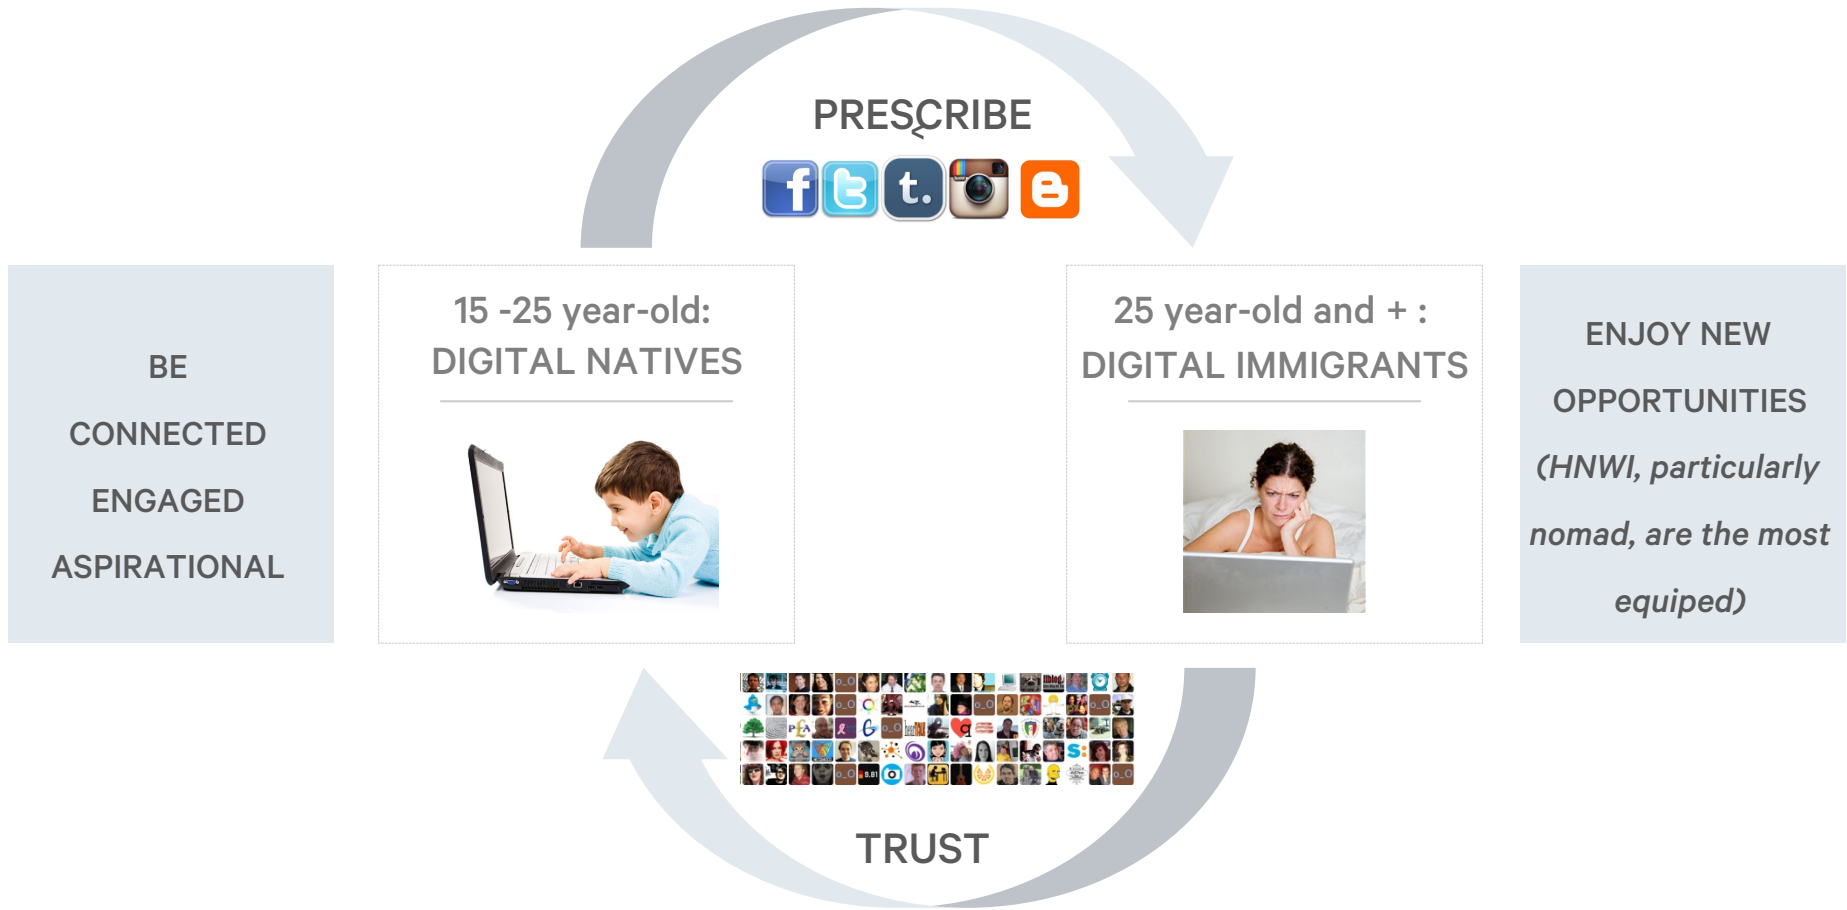 PRESCRIBE
f t t. B
15 -25 year-old:
DIGITAL NATIVES
25 year-old and + :
DIGITAL IMMIGRANTS
BE
CONNECTED
ENGAGED
ASPIRATIONAL
ENJOY NEW
OPPORTUNITIES
(HNWI, particularly
nomad, are the most
equiped)
TRUST